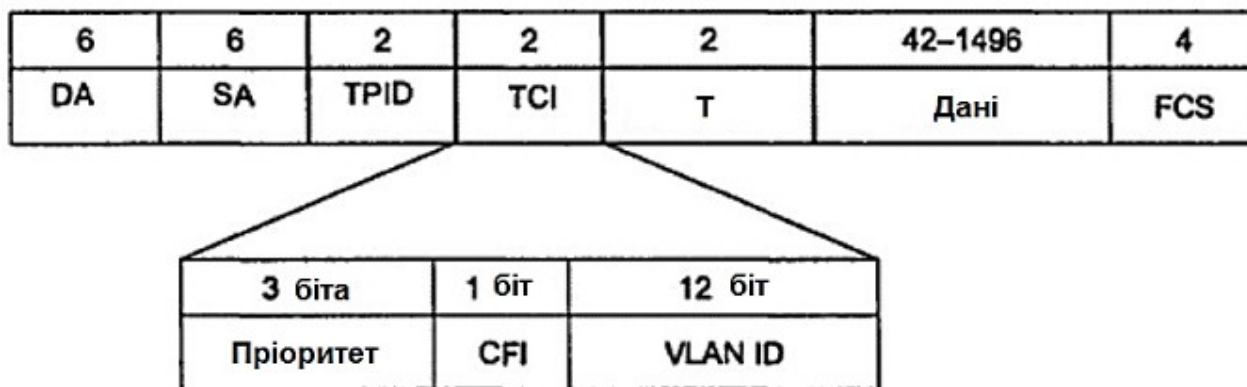 6 6 2 2 2 42–1496 4
DA SA TPID TCI T Дані FCS
3 біта 1 біт 12 біт
Пріоритет CFI VLAN ID